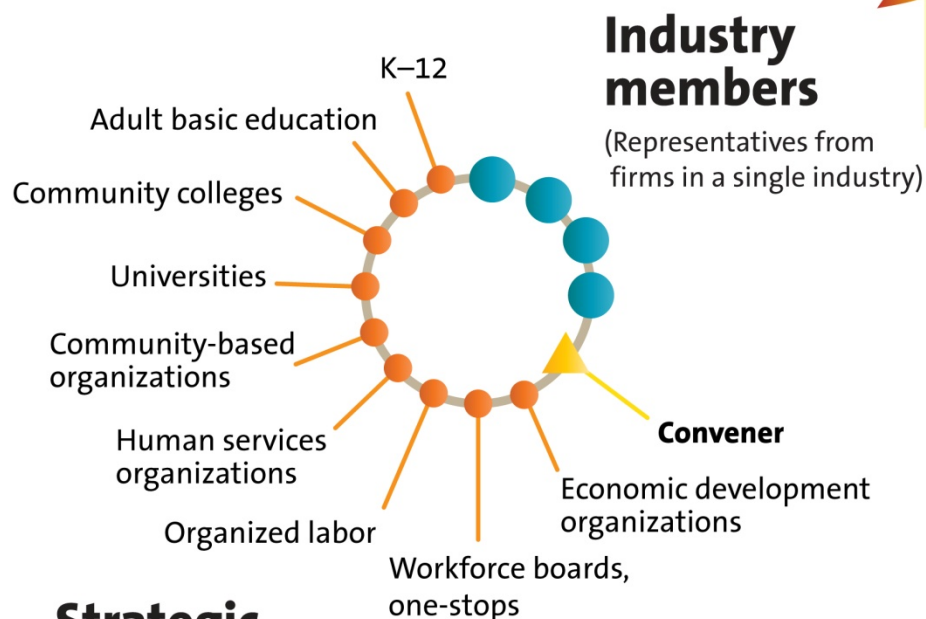 Industry
members
(Representatives from
firms in a single industry)
K–12
Adult basic education
Community colleges
Universities
Community-based
organizations
Human services
organizations
Organized labor
Workforce boards,
one-stops
Economic development
organizations
Convener
Strategic